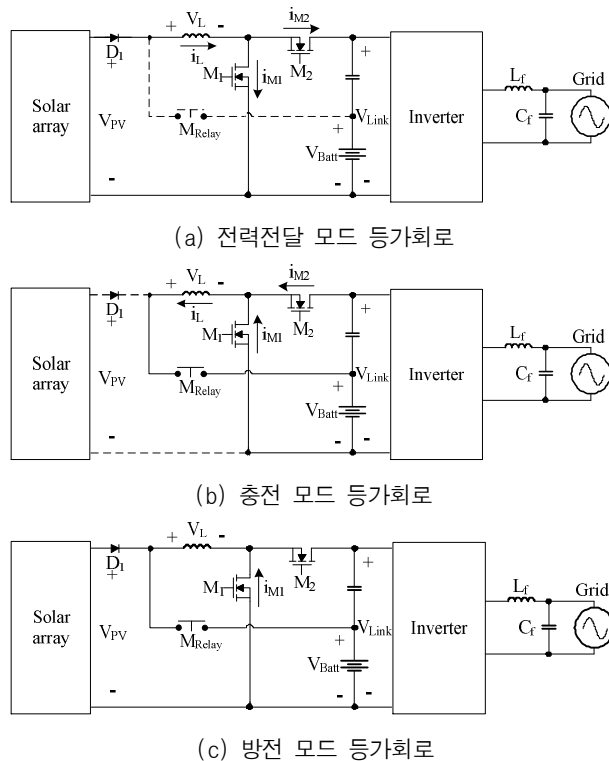 V_L
i_M2
D_1
i_L
M_1
i_M1
M_2
L_f
Grid
Solar
array
V_PV
M_Relay
V_Link
Inverter
C_f
V_Batt
(a) 전력전달 모드 등가회로
V_L
i_M2
D_1
i_L
M_1
i_M1
M_2
L_f
Grid
Solar
array
V_PV
M_Relay
V_Link
Inverter
C_f
V_Batt
(b) 충전 모드 등가회로
V_L
D_1
M_1
i_M1
M_2
L_f
Grid
Solar
array
V_PV
M_Relay
V_Link
Inverter
C_f
V_Batt
(c) 방전 모드 등가회로